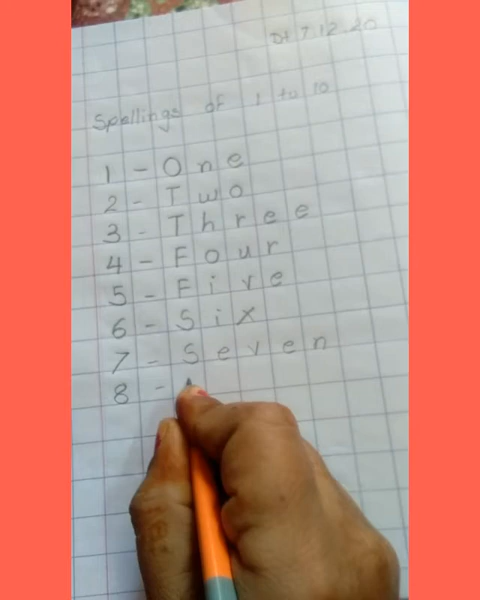 Dt 7.12.20
Spellings of 1 to 10
1 - One
2 - Two
3 - Three
4 - Four
5 - Five
6 - Six
7 - Seven
8 -